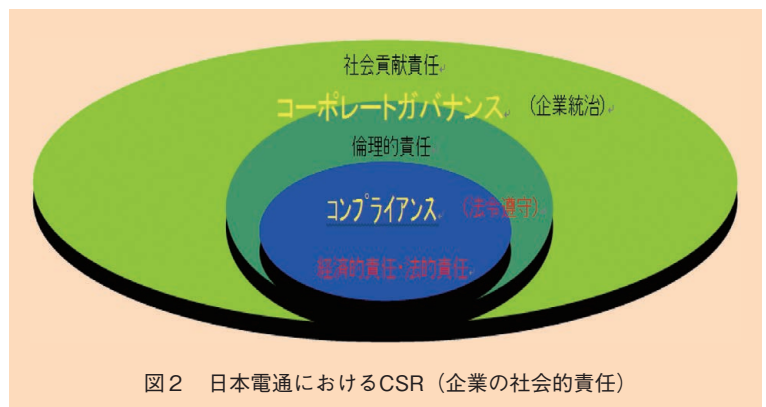 社会貢献責任
コーポレートガバナンス (企業統治)
倫理的責任
コンプライアンス (法令遵守)
経済的責任・法的責任
図2 日本電通におけるCSR（企業の社会的責任）